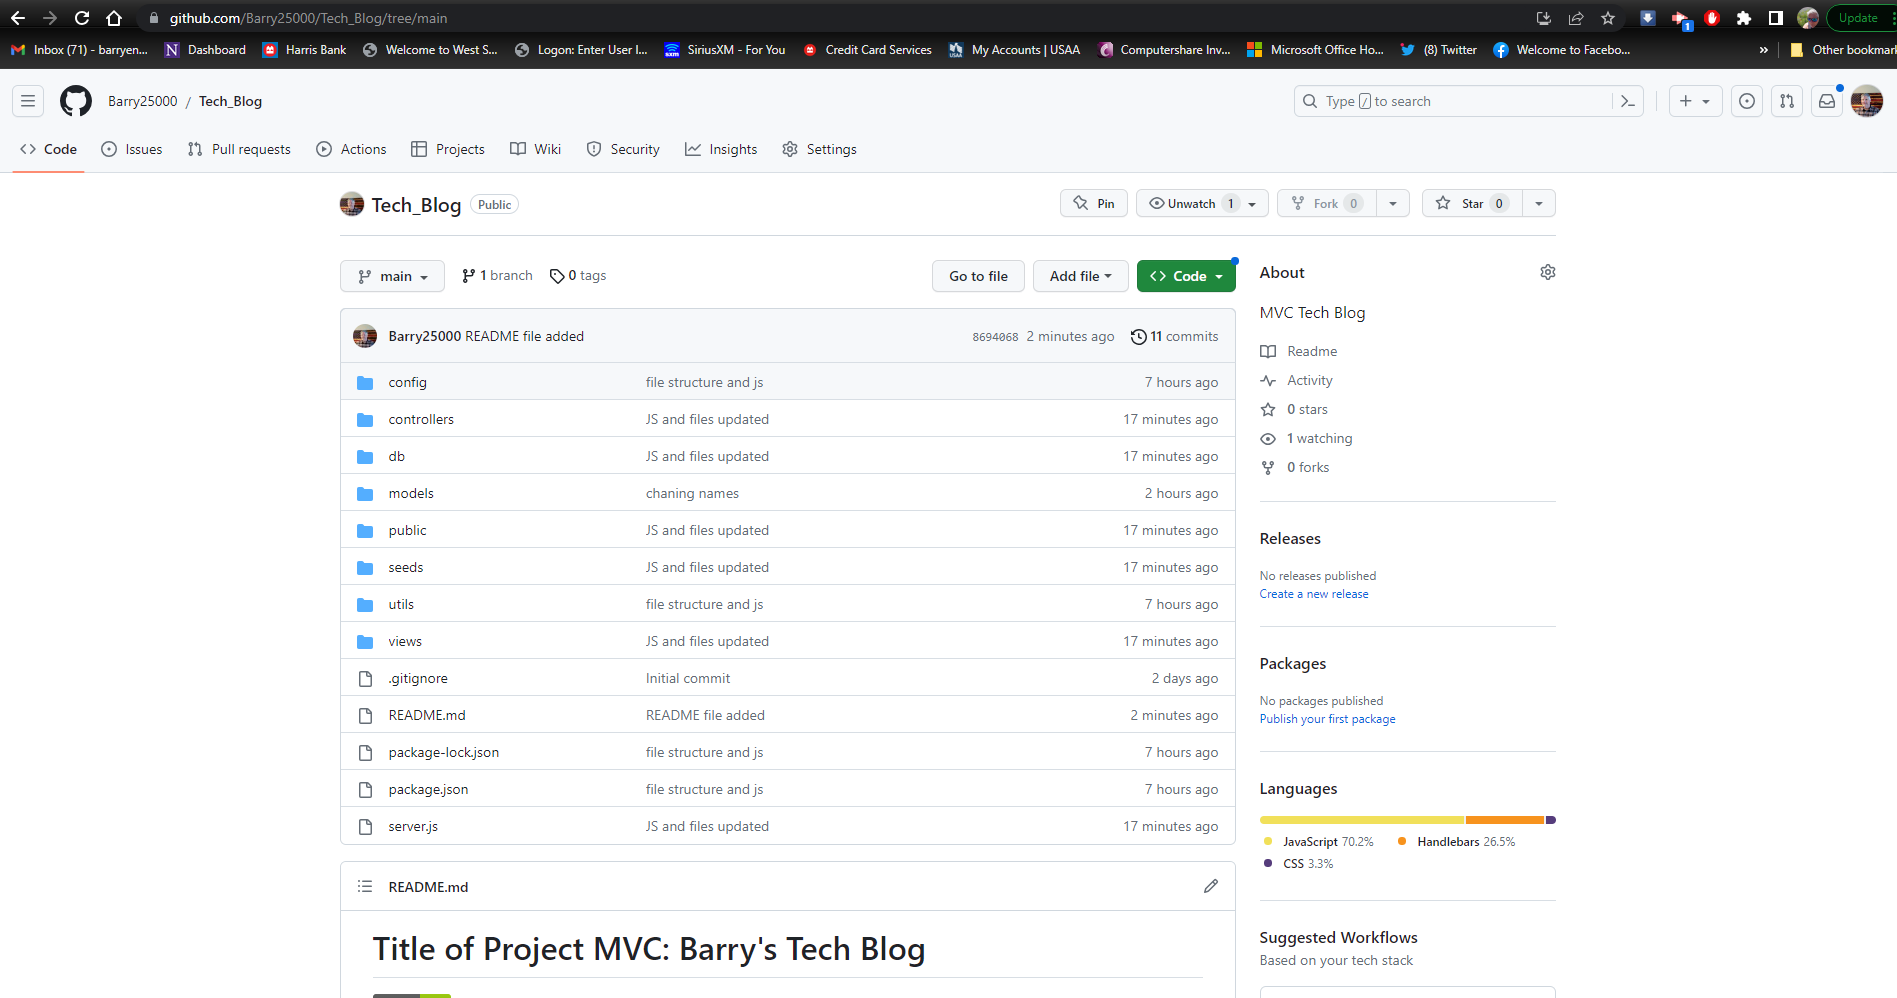 github.com/Barry25000/Tech_Blog/tree/main
1
Update
Inbox (71) - barryen... Dashboard Harris Bank Welcome to West S... Logon: Enter User I... SiriusXM - For You Credit Card Services My Accounts | USAA Computershare Inv... Microsoft Office Ho... (8) Twitter Welcome to Facebo... » Other bookmark
Barry25000 / Tech_Blog
Type / to search
Code Issues Pull requests Actions Projects Wiki Security Insights Settings
Tech_Blog Public
Pin Unwatch 1 Fork 0 Star 0
main 1 branch 0 tags
Go to file Add file Code
Barry25000 README file added 8694068 2 minutes ago 11 commits
config file structure and js 7 hours ago
controllers JS and files updated 17 minutes ago
db JS and files updated 17 minutes ago
models chaning names 2 hours ago
public JS and files updated 17 minutes ago
seeds JS and files updated 17 minutes ago
utils file structure and js 7 hours ago
views JS and files updated 17 minutes ago
.gitignore Initial commit 2 days ago
README.md README file added 2 minutes ago
package-lock.json file structure and js 7 hours ago
package.json file structure and js 7 hours ago
server.js JS and files updated 17 minutes ago
README.md
Title of Project MVC: Barry's Tech Blog
About
MVC Tech Blog
Readme
Activity
0 stars
1 watching
0 forks
Releases
No releases published
Create a new release
Packages
No packages published
Publish your first package
Languages
JavaScript 70.2% Handlebars 26.5%
CSS 3.3%
Suggested Workflows
Based on your tech stack